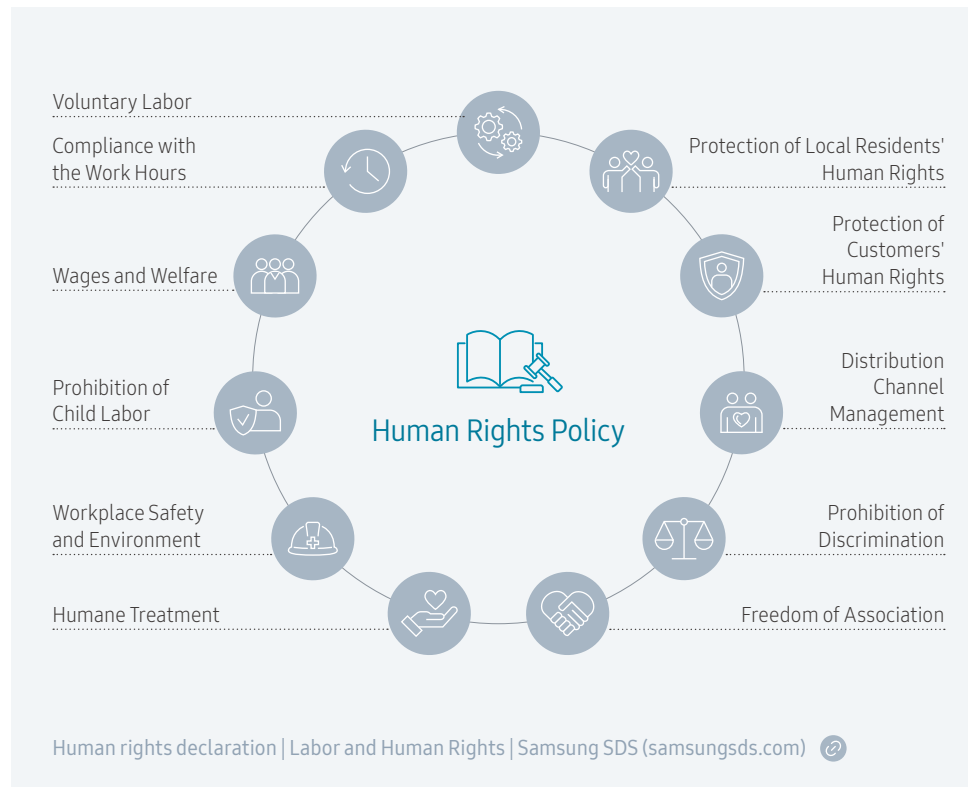 Voluntary Labor
Compliance with
the Work Hours
Wages and Welfare
Prohibition of
Child Labor
Workplace Safety
and Environment
Humane Treatment
Protection of Local Residents'
Human Rights
Protection of
Customers'
Human Rights
Distribution
Channel
Management
Prohibition of
Discrimination
Freedom of Association
Human Rights Policy
Human rights declaration | Labor and Human Rights | Samsung SDS (samsungsds.com)